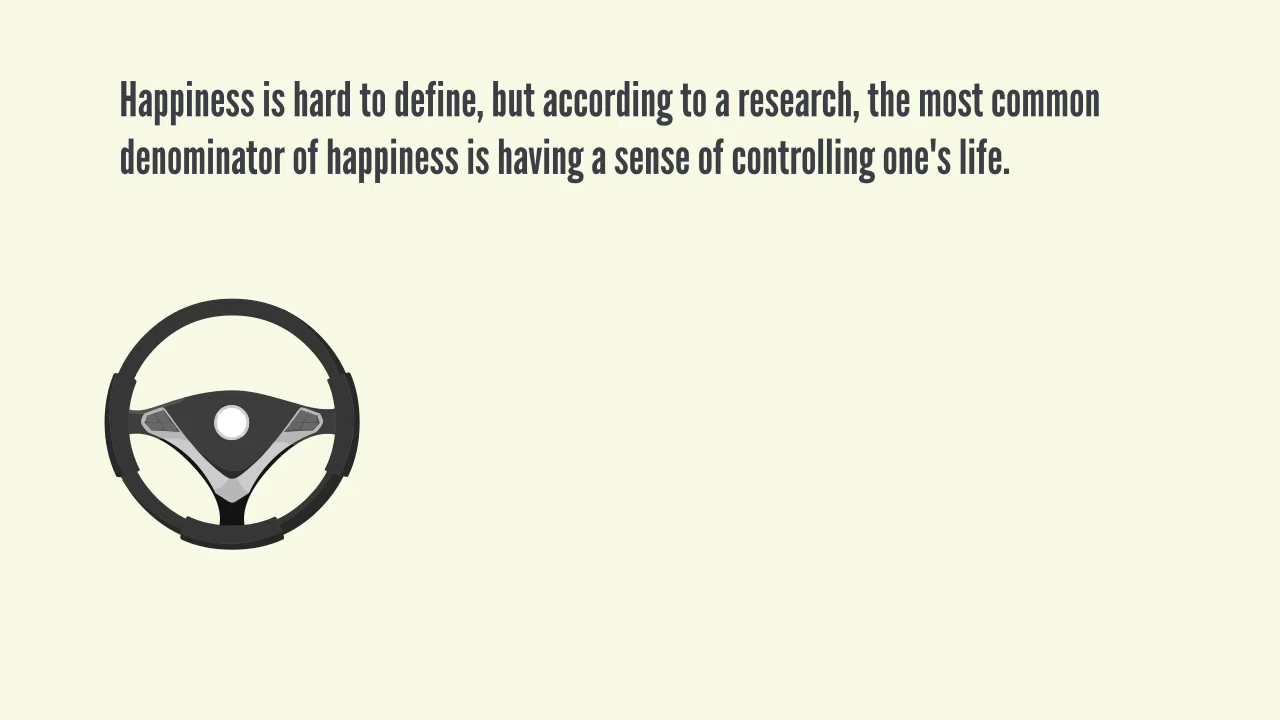 Happiness is hard to define, but according to a research, the most common
denominator of happiness is having a sense of controlling one's life.